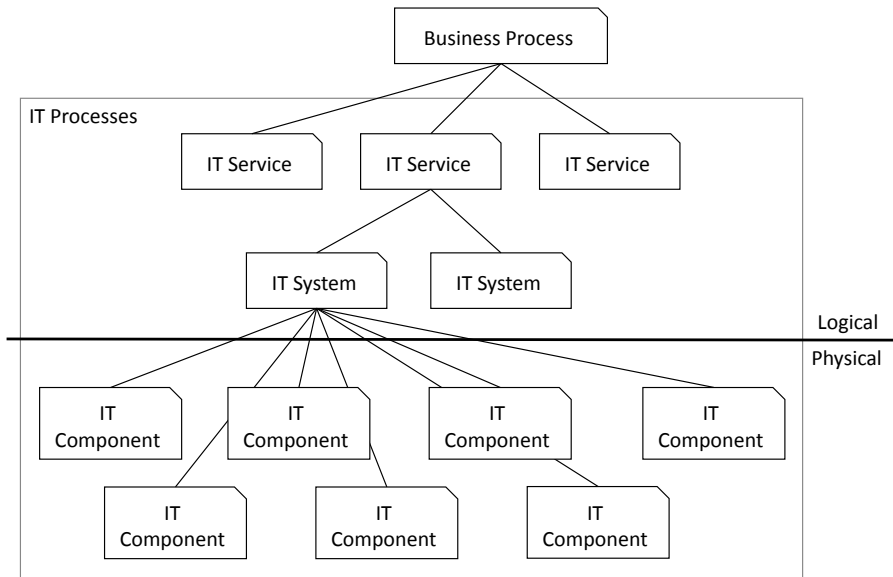 Business Process
IT Processes
IT Service
IT Service
IT Service
IT System
IT System
Logical
Physical
IT
Component
IT
Component
IT
Component
IT
Component
IT
Component
IT
Component
IT
Component